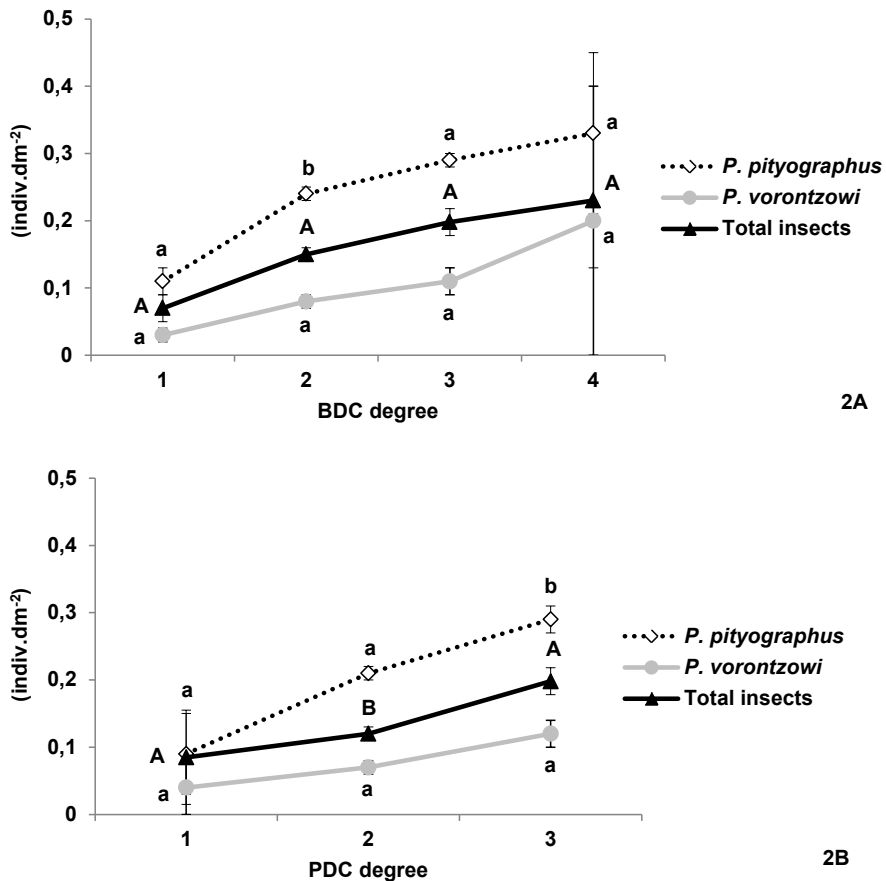 0,5
0,4
0,3
0,2
0,1
0
(indiv.dm-2)
a
b
a
a
A
A
A
A
a
a
a
a
1
2
3
4
BDC degree
P. pityographus
P. vorontzowi
Total insects
2A
0,5
0,4
0,3
0,2
0,1
0
(indiv.dm-2)
a
a
b
A
B
A
a
a
a
1
2
3
PDC degree
P. pityographus
P. vorontzowi
Total insects
2B